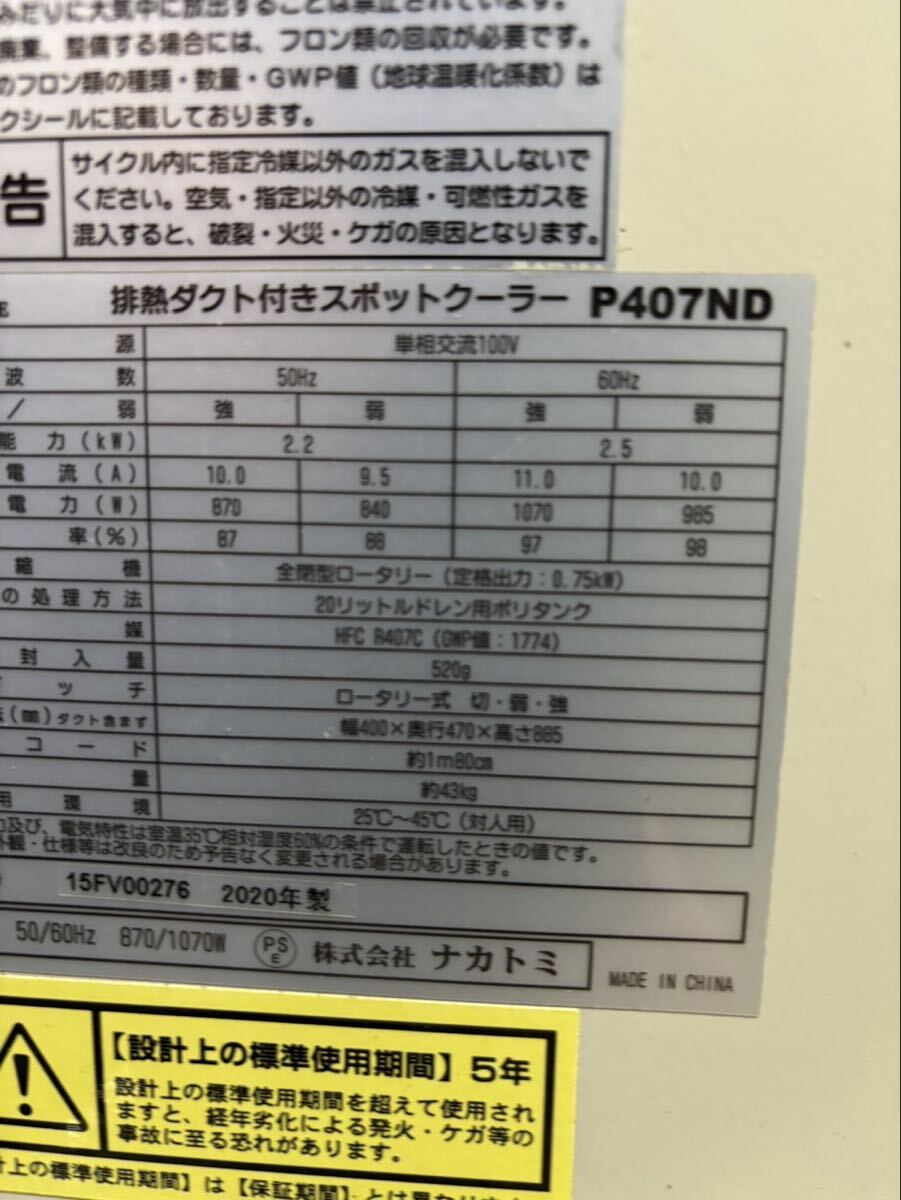 みだりに大気中に放出することは禁止されています。
廃棄、整備する場合には、フロン類の回収が必要です。
のフロン類の種類・数量・GWP値（地球温暖化係数）は
クシールに記載しております。
告
サイクル内に指定冷媒以外のガスを混入しないで
ください。空気・指定以外の冷媒・可燃性ガスを
混入すると、破裂・火災・ケガの原因となります。
E 排熱ダクト付きスポットクーラー P407ND
源 単相交流100V
波数 50Hz 60Hz
／弱 強 弱 強 弱
能力(kW) 2.2 2.5
電流(A) 10.0 9.5 11.0 10.0
電力(W) 870 840 1070 985
率(%) 87 88 97 98
縮機 全閉型ロータリー（定格出力：0.75kW）
の処理方法 20リットルドレン用ポリタンク
媒 HFC R407C（GWP値：1774）
封入量 520g
ッチ ロータリー式 切・弱・強
(㎜)ダクト含まず 幅400×奥行470×高さ885
コード 約1m80㎝
量 約43㎏
用環境 25℃〜45℃（対人用）
力及び、電気特性は室温35℃相対湿度60%の条件で運転したときの値です。
外観・仕様等は改良のため予告なく変更される場合があります。
15FV00276 2020年製
50/60Hz 870/1070W PSE 株式会社 ナカトミ
MADE IN CHINA
【設計上の標準使用期間】5年
設計上の標準使用期間を超えて使用され
ますと、経年劣化による発火・ケガ等の
事故に至る恐れがあります。
計上の標準使用期間】は【保証期間】とは異なります